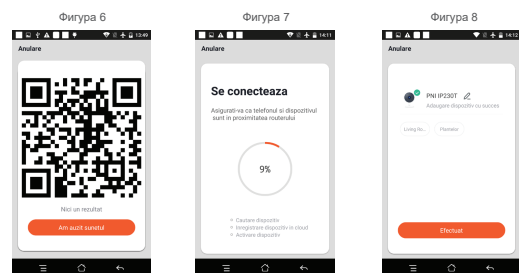 Фигура 6
Фигура 7
Фигура 8
13:49
Anulare
Nici un rezultat
Am auzit sunetul
14:11
Anulare
Se conecteaza
Asigurati-va ca telefonul si dispozitivul
sunt in proximitatea routerului
9%
Cautare dispozitiv
Inregistrare dispozitiv in cloud
Activare dispozitiv
14:12
Anulare
PNI IP230T
Adaugare dispozitiv cu succes
Living Ro..
Efectuat